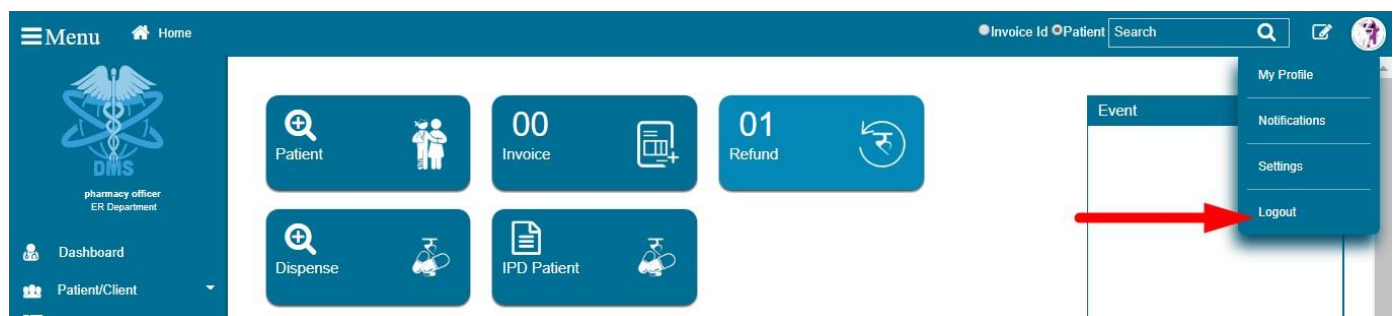 Menu
Home
Invoice Id
Patient
Search
DMS
pharmacy officer
ER Department
Dashboard
Patient/Client
Patient
00
Invoice
01
Refund
रु
Dispense
रु
IPD Patient
रु
Event
My Profile
Notifications
Settings
Logout